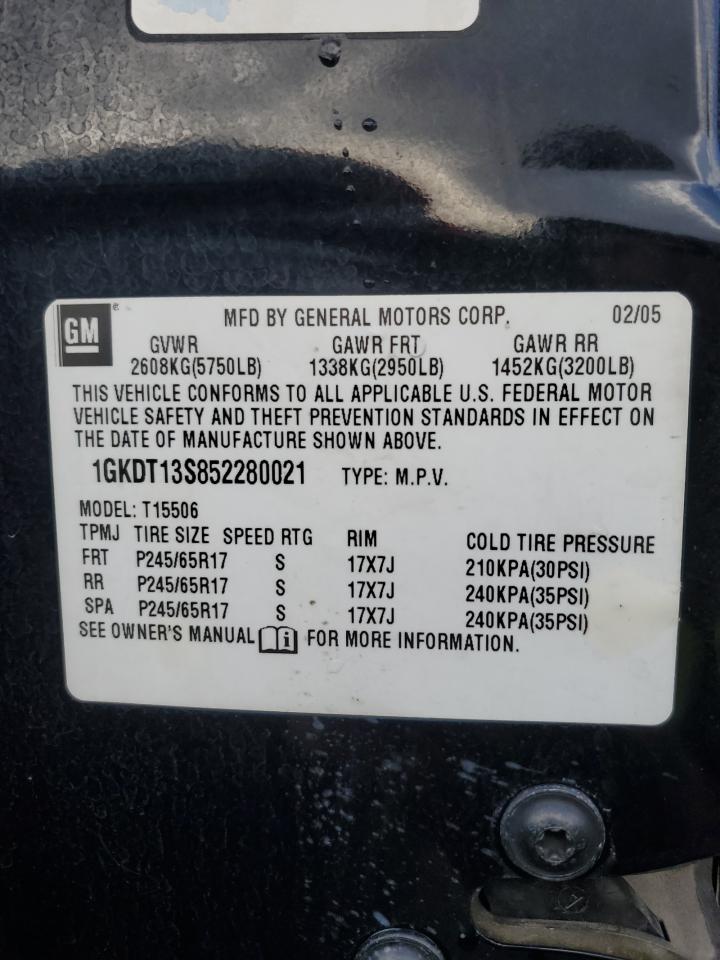 GM® MFD BY GENERAL MOTORS CORP. 02/05
GVWR GAWR FRT GAWR RR
2608KG(5750LB) 1338KG(2950LB) 1452KG(3200LB)
THIS VEHICLE CONFORMS TO ALL APPLICABLE U.S. FEDERAL MOTOR
VEHICLE SAFETY AND THEFT PREVENTION STANDARDS IN EFFECT ON
THE DATE OF MANUFACTURE SHOWN ABOVE.
1GKDT13S852280021 TYPE: M.P.V.
MODEL: T15506
TPMJ TIRE SIZE SPEED RTG RIM COLD TIRE PRESSURE
FRT P245/65R17 S 17X7J 210KPA(30PSI)
RR P245/65R17 S 17X7J 240KPA(35PSI)
SPA P245/65R17 S 17X7J 240KPA(35PSI)
SEE OWNER'S MANUAL i FOR MORE INFORMATION.